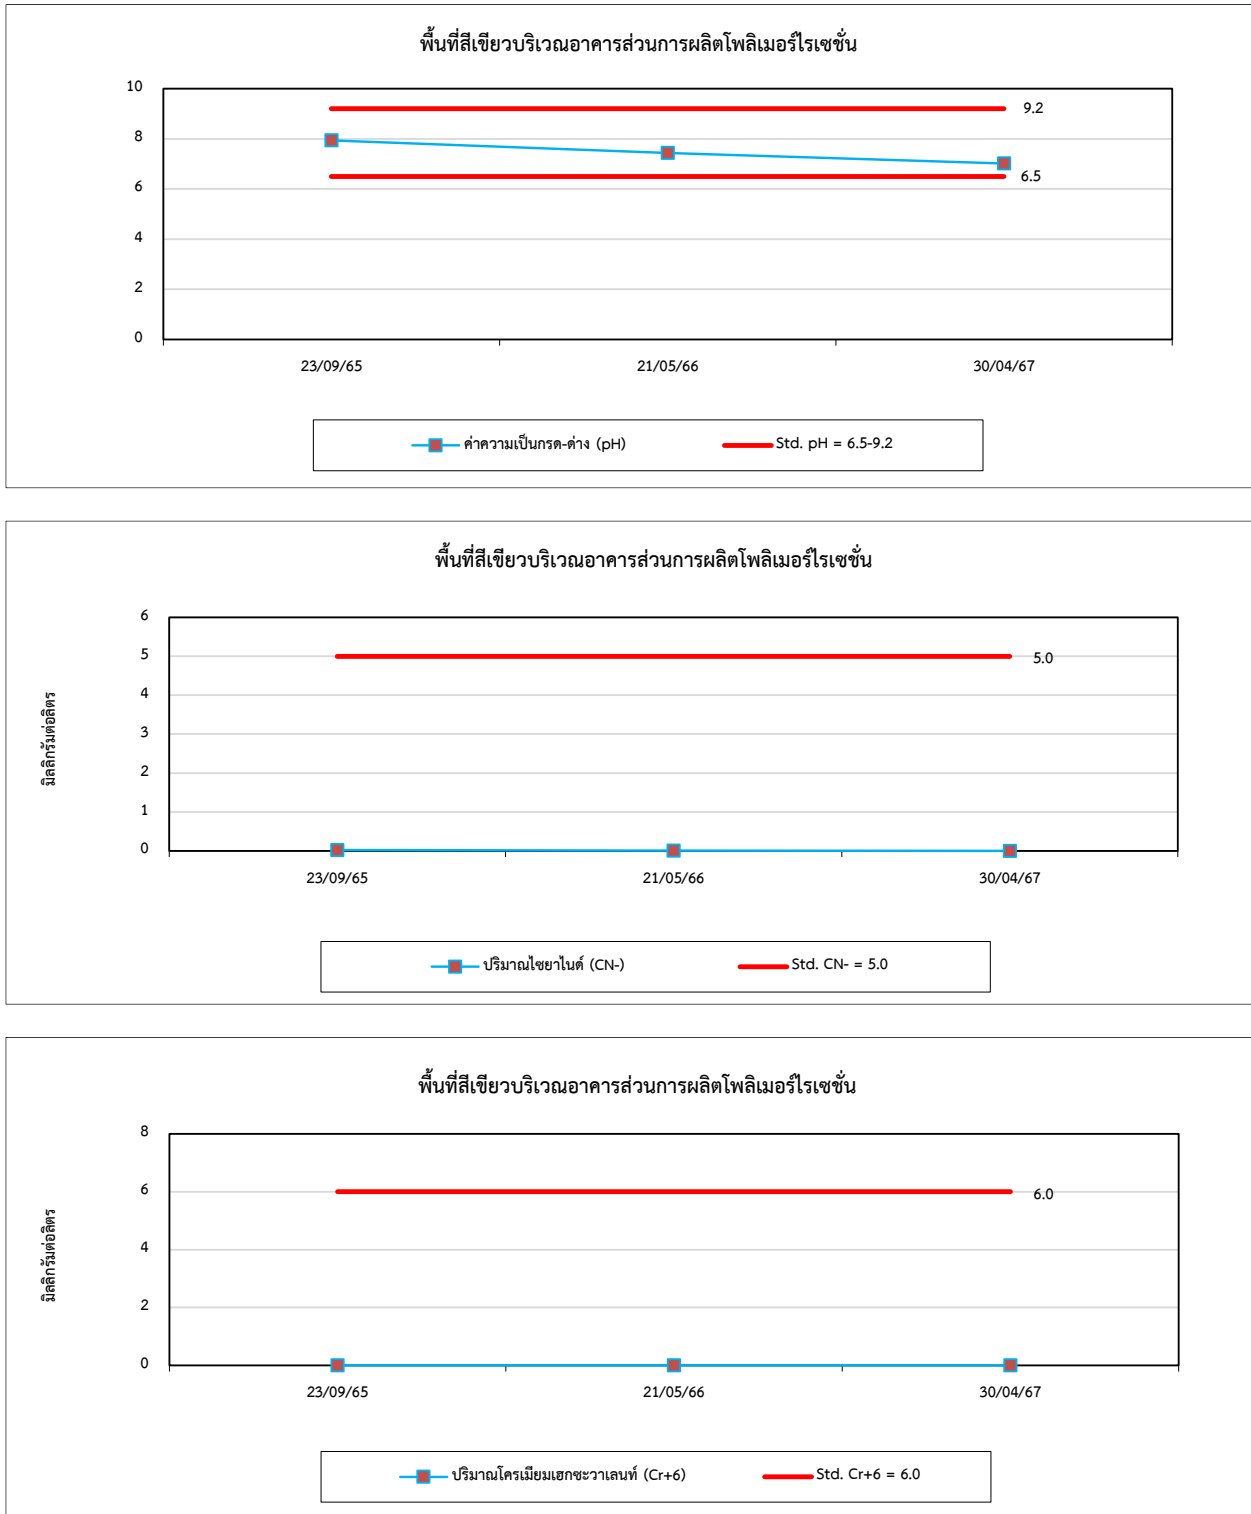 พื้นที่สีเขียวบริเวณอาคารส่วนการผลิตโพลิเมอร์ไรเซชั่น
10
9.2
8
6.5
6
4
2
0
23/09/65 21/05/66 30/04/67
ค่าความเป็นกรด-ด่าง (pH) Std. pH = 6.5-9.2
พื้นที่สีเขียวบริเวณอาคารส่วนการผลิตโพลิเมอร์ไรเซชั่น
มิลลิกรัมต่อลิตร
6
5
5.0
4
3
2
1
0
23/09/65 21/05/66 30/04/67
ปริมาณไซยาไนด์ (CN-) Std. CN- = 5.0
พื้นที่สีเขียวบริเวณอาคารส่วนการผลิตโพลิเมอร์ไรเซชั่น
มิลลิกรัมต่อลิตร
8
6
6.0
4
2
0
23/09/65 21/05/66 30/04/67
ปริมาณโครเมียมเฮกซะวาเลนท์ (Cr+6) Std. Cr+6 = 6.0